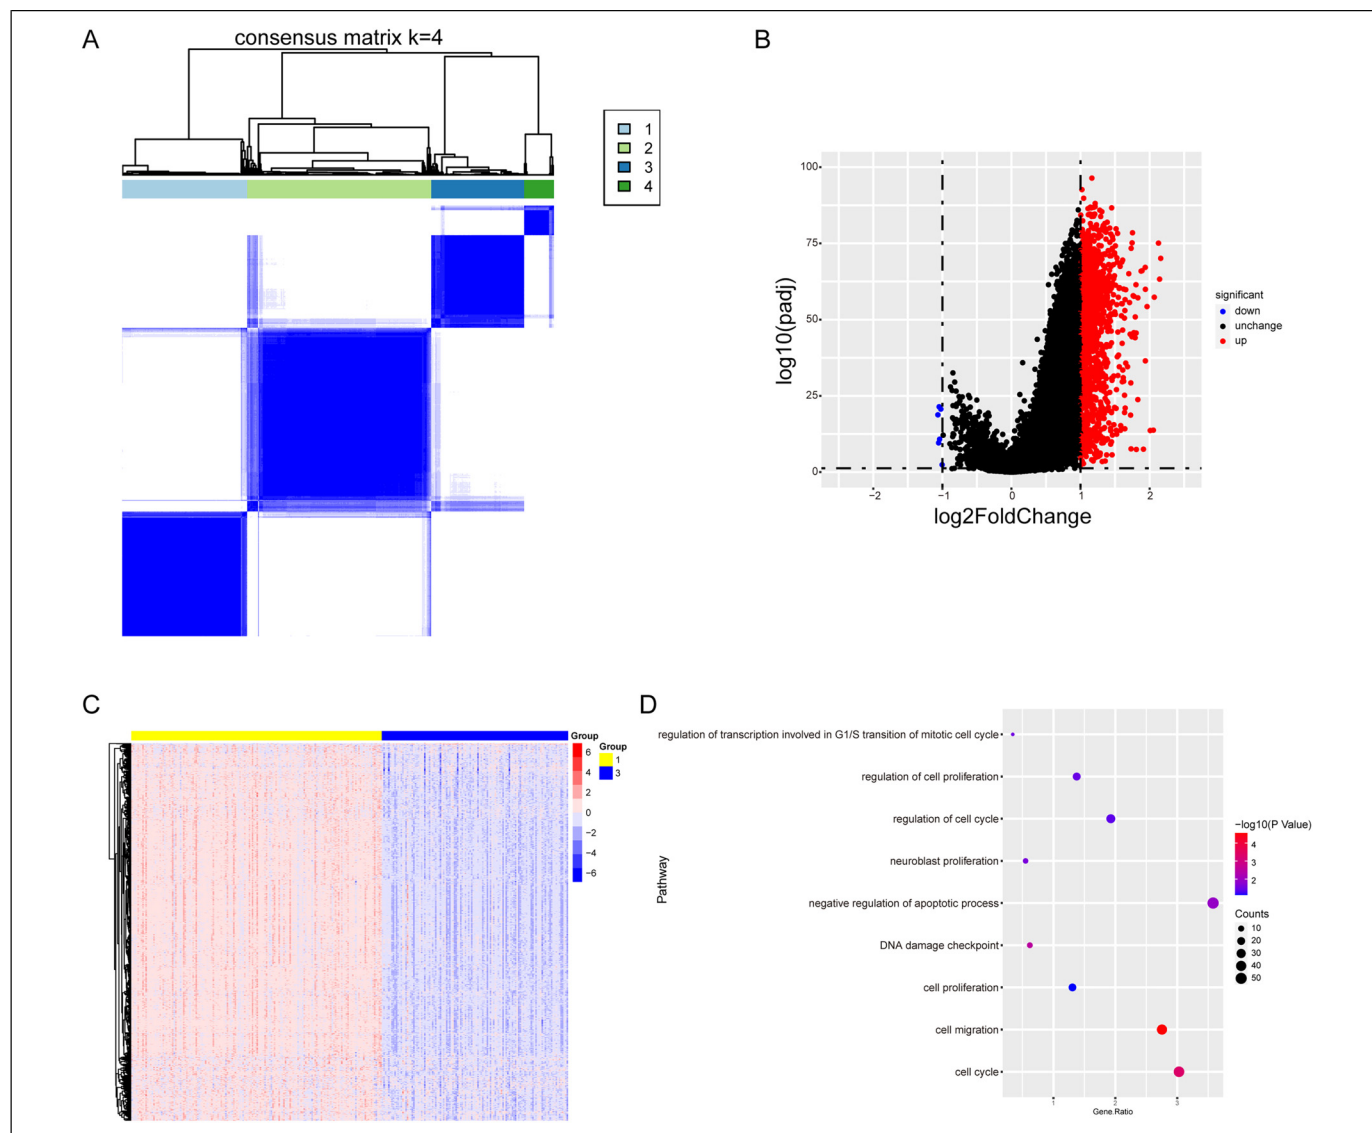 A
consensus matrix k=4
1
2
3
4
B
100
75
50
25
0
log10(padj)
−2
−1
0
1
2
log2FoldChange
significant
down
unchange
up
C
Group
6
4
2
0
−2
−4
−6
Group
1
3
D
regulation of transcription involved in G1/S transition of mitotic cell cycle
regulation of cell proliferation
regulation of cell cycle
neuroblast proliferation
negative regulation of apoptotic process
DNA damage checkpoint
cell proliferation
cell migration
cell cycle
Pathway
1
2
3
Gene.Ratio
−log10(P Value)
4
3
2
Counts
10
20
30
40
50